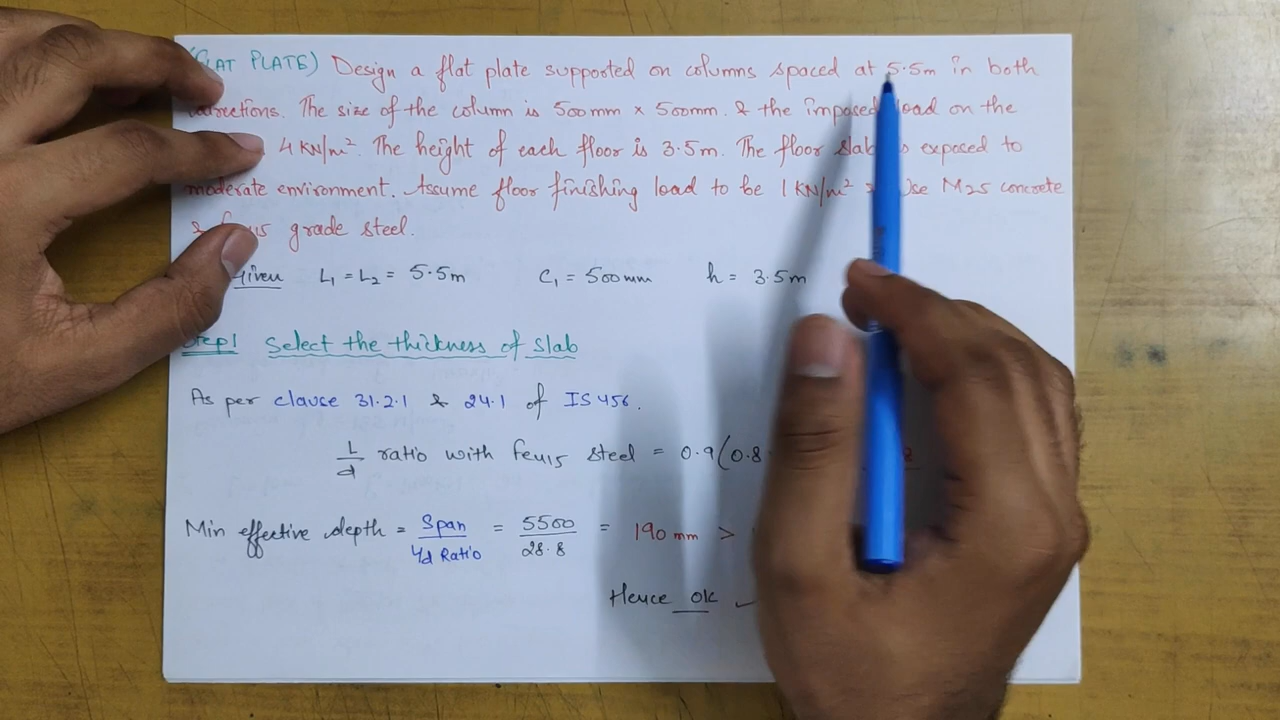 FLAT PLATE) Design a flat plate supported on columns spaced at 5.5m in both
directions. The size of the column is 500mm x 500mm. & the imposed load on the
4 KN/m². The height of each floor is 3.5m. The floor slab is exposed to
moderate environment. Assume floor finishing load to be 1 KN/m² & Use M25 concrete
& fe415 grade steel.
Given L₁ = L₂ = 5.5m C₁ = 500mm h = 3.5m
Step1 Select the thickness of slab
As per clause 31.2.1 & 24.1 of IS 456.
L/d ratio with fe415 steel = 0.9(0.8
Min effective depth = Span / L/d Ratio = 5500/28.8 = 190 mm >
Hence ok ✓